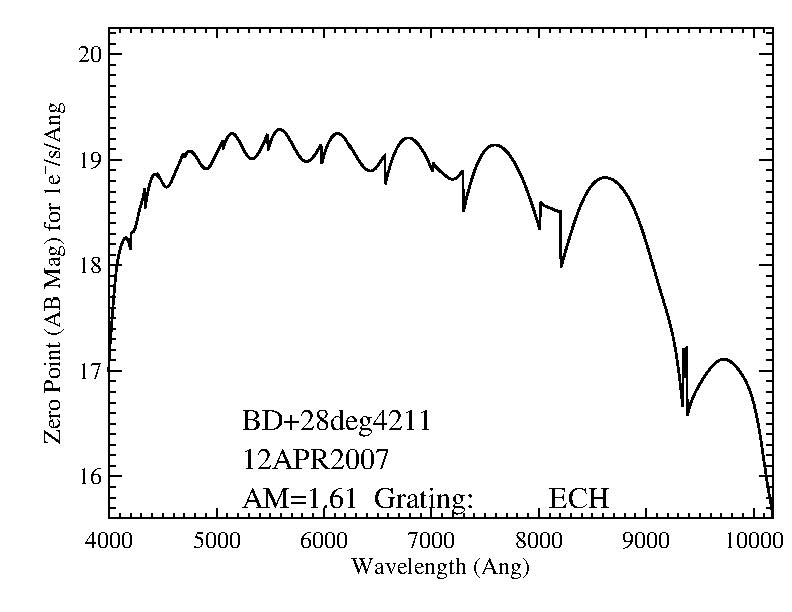 20
19
18
17
16
Zero Point (AB Mag) for 1e⁻/s/Ang
BD+28deg4211
12APR2007
AM=1.61 Grating: ECH
4000 5000 6000 7000 8000 9000 10000
Wavelength (Ang)